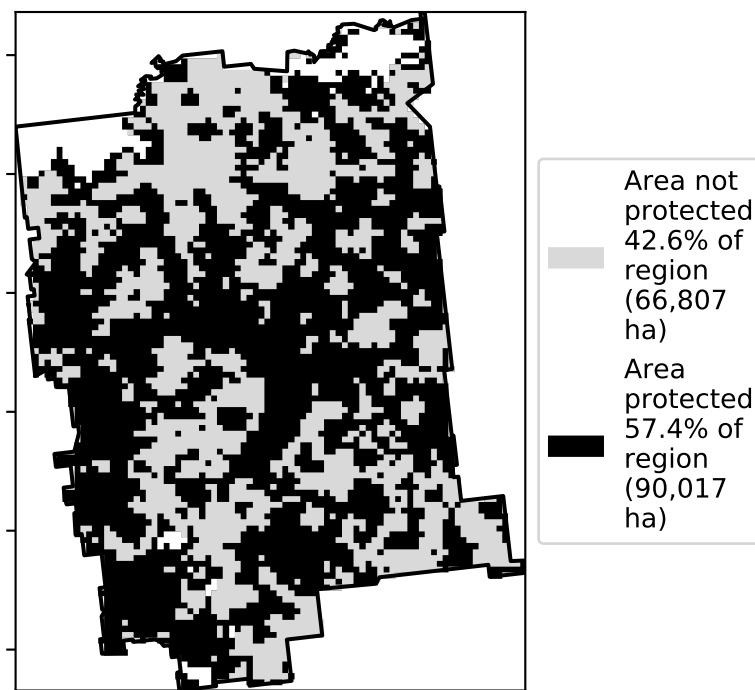 Area not
protected
42.6% of
region
(66,807
ha)
Area
protected
57.4% of
region
(90,017
ha)